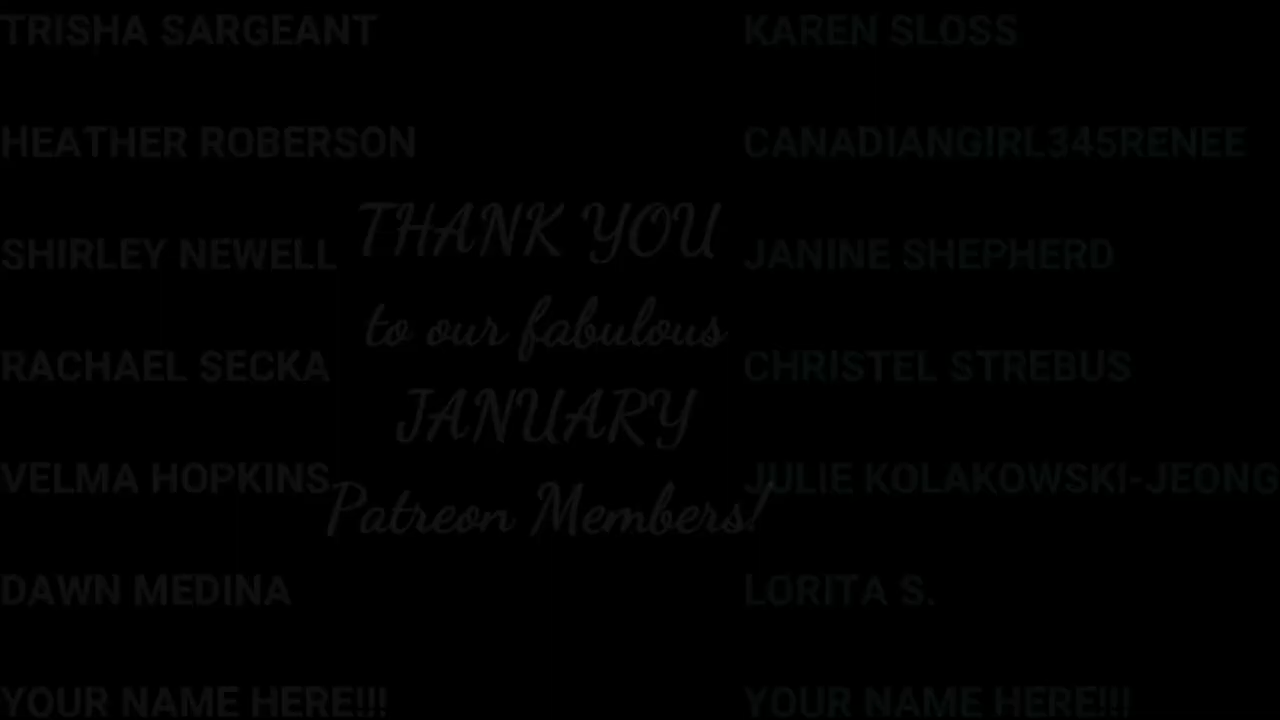 TRISHA SARGEANT
HEATHER ROBERSON
SHIRLEY NEWELL
RACHAEL SECKA
VELMA HOPKINS
DAWN MEDINA
YOUR NAME HERE!!!
THANK YOU
to our fabulous
JANUARY
Patreon Members!
KAREN SLOSS
CANADIANGIRL345RENEE
JANINE SHEPHERD
CHRISTEL STREBUS
JULIE KOLAKOWSKI-JEONG
LORITA S.
YOUR NAME HERE!!!